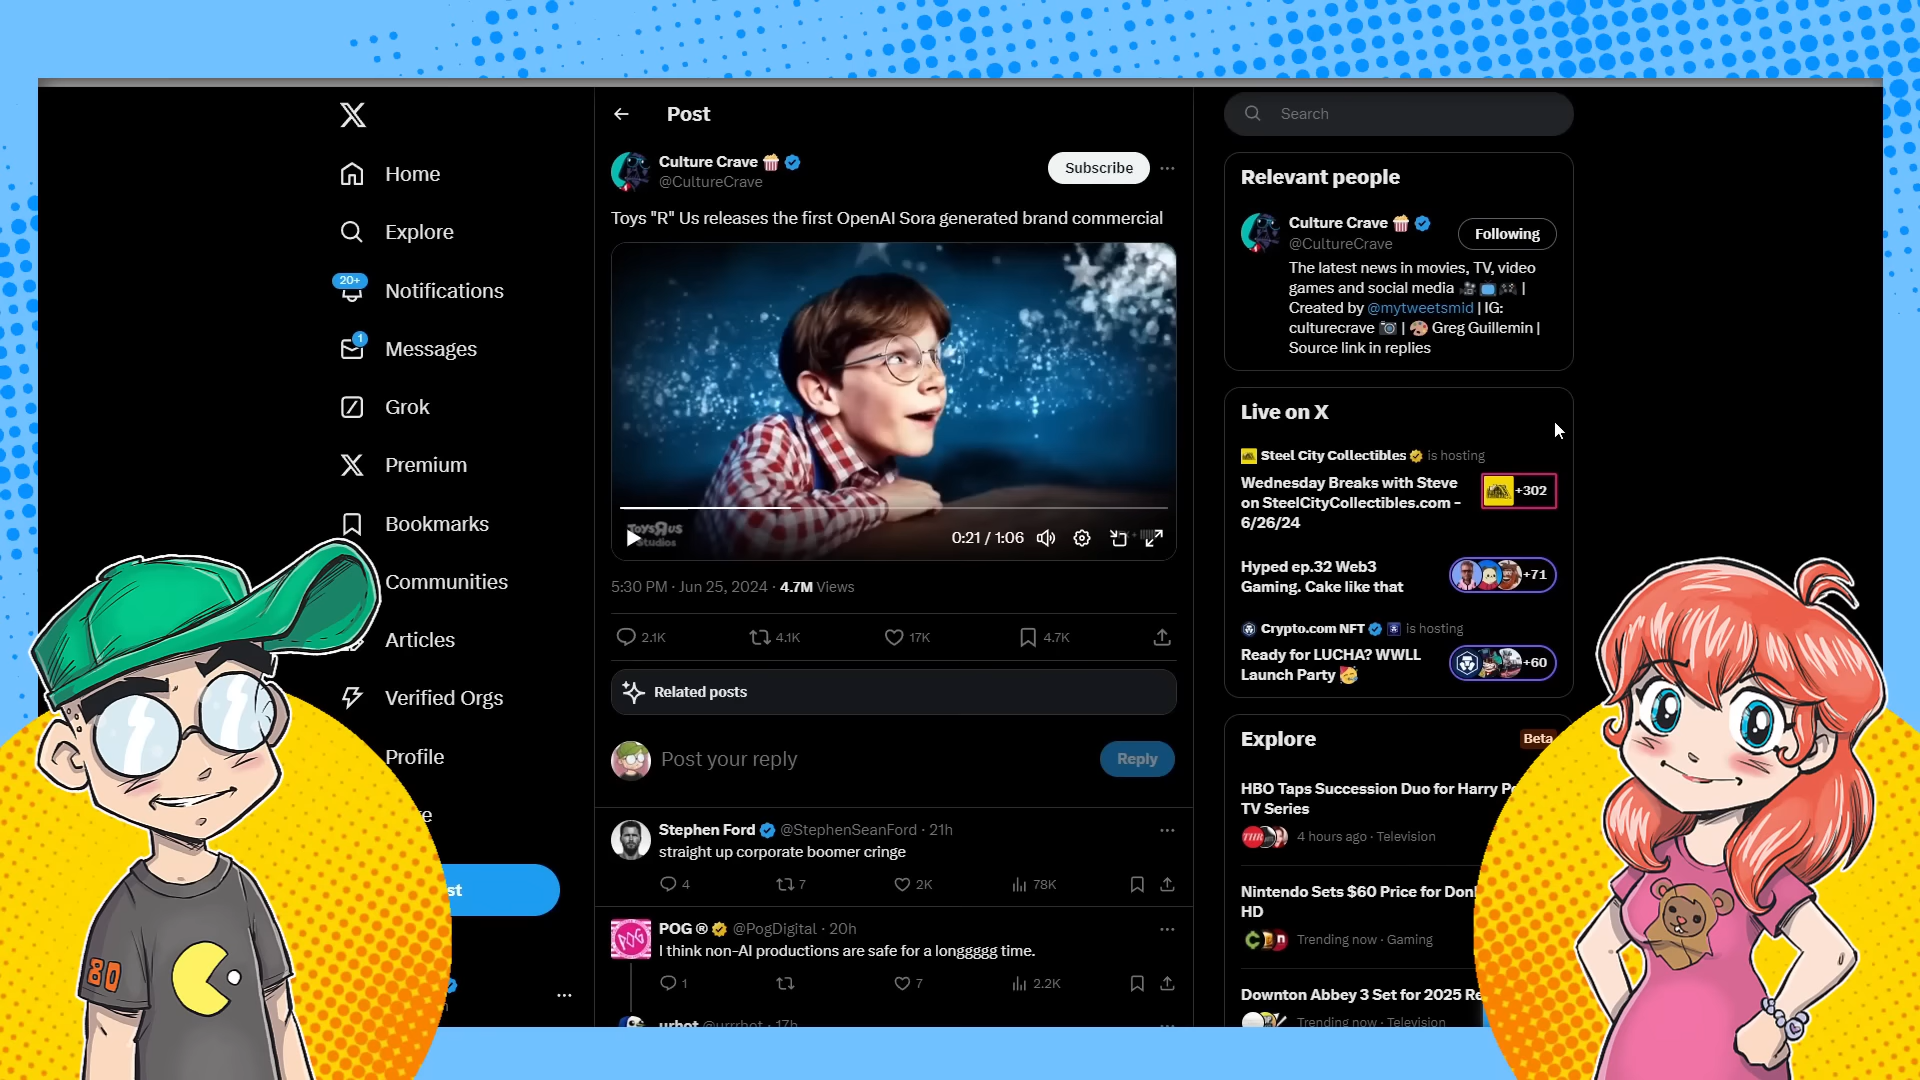 Home
Explore
20+
Notifications
1
Messages
Grok
Premium
Bookmarks
Communities
Articles
Verified Orgs
Profile
st
80
Post
Culture Crave
@CultureCrave
Subscribe
Toys "R" Us releases the first OpenAI Sora generated brand commercial
ToysRUs
Studios
0:21 / 1:06
5:30 PM · Jun 25, 2024 · 4.7M Views
2.1K 4.1K 17K 4.7K
Related posts
Post your reply
Reply
Stephen Ford @StephenSeanFord · 21h
straight up corporate boomer cringe
4 7 2K 78K
POG
POG ® @PogDigital · 20h
I think non-AI productions are safe for a longgggg time.
1 7 2.2K
urbot @urrrbot · 17h
Search
Relevant people
Culture Crave
@CultureCrave
Following
The latest news in movies, TV, video
games and social media |
Created by @mytweetsmid | IG:
culturecrave | Greg Guillemin |
Source link in replies
Live on X
Steel City Collectibles is hosting
Wednesday Breaks with Steve
on SteelCityCollectibles.com –
6/26/24
+302
Hyped ep.32 Web3
Gaming. Cake like that
+71
Crypto.com NFT is hosting
Ready for LUCHA? WWLL
Launch Party
+60
Explore
Beta
HBO Taps Succession Duo for Harry P
TV Series
4 hours ago · Television
Nintendo Sets $60 Price for Don
HD
Trending now · Gaming
Downton Abbey 3 Set for 2025 Re
Trending now · Television